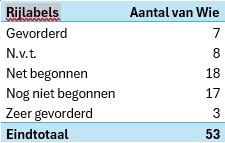 Rijlabels Aantal van Wie
Gevorderd 7
N.v.t. 8
Net begonnen 18
Nog niet begonnen 17
Zeer gevorderd 3
Eindtotaal 53